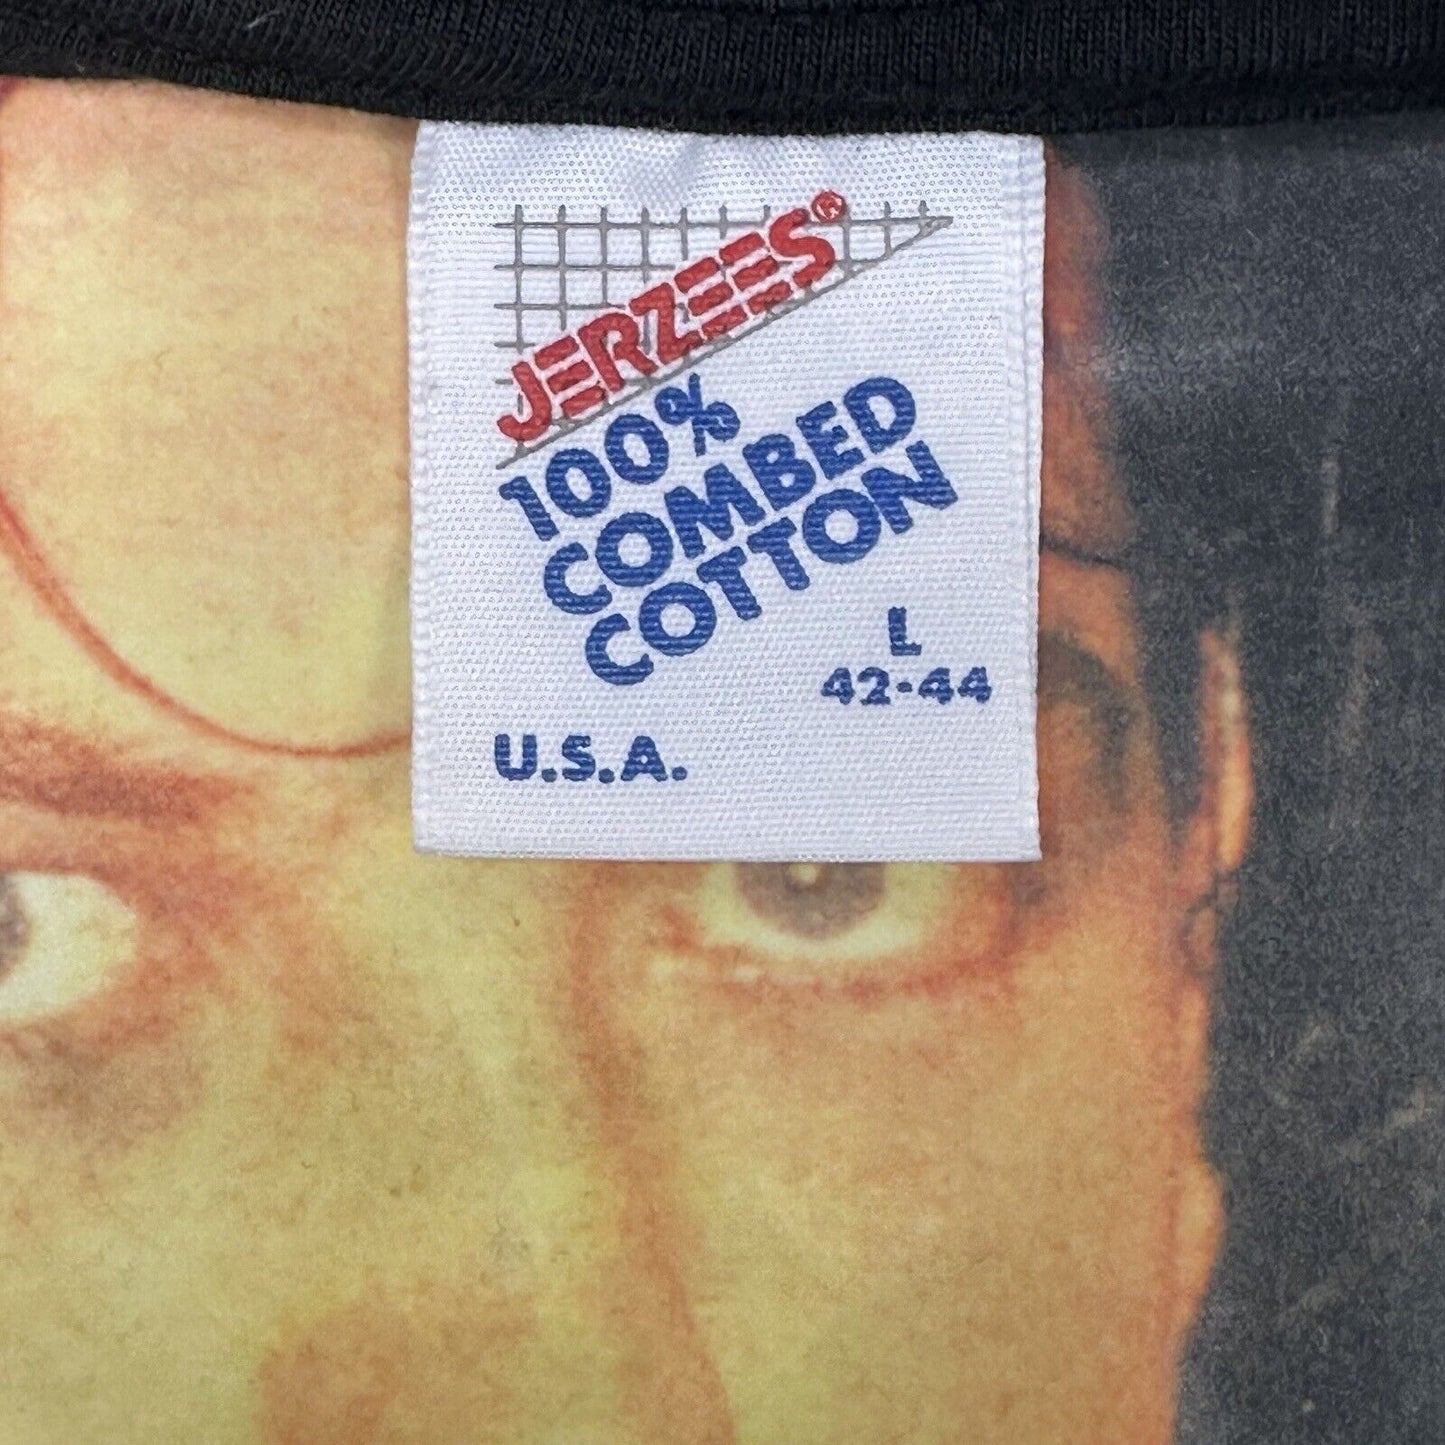 JERZEES®
100%
COMBED
COTTON
L
42-44
U.S.A.